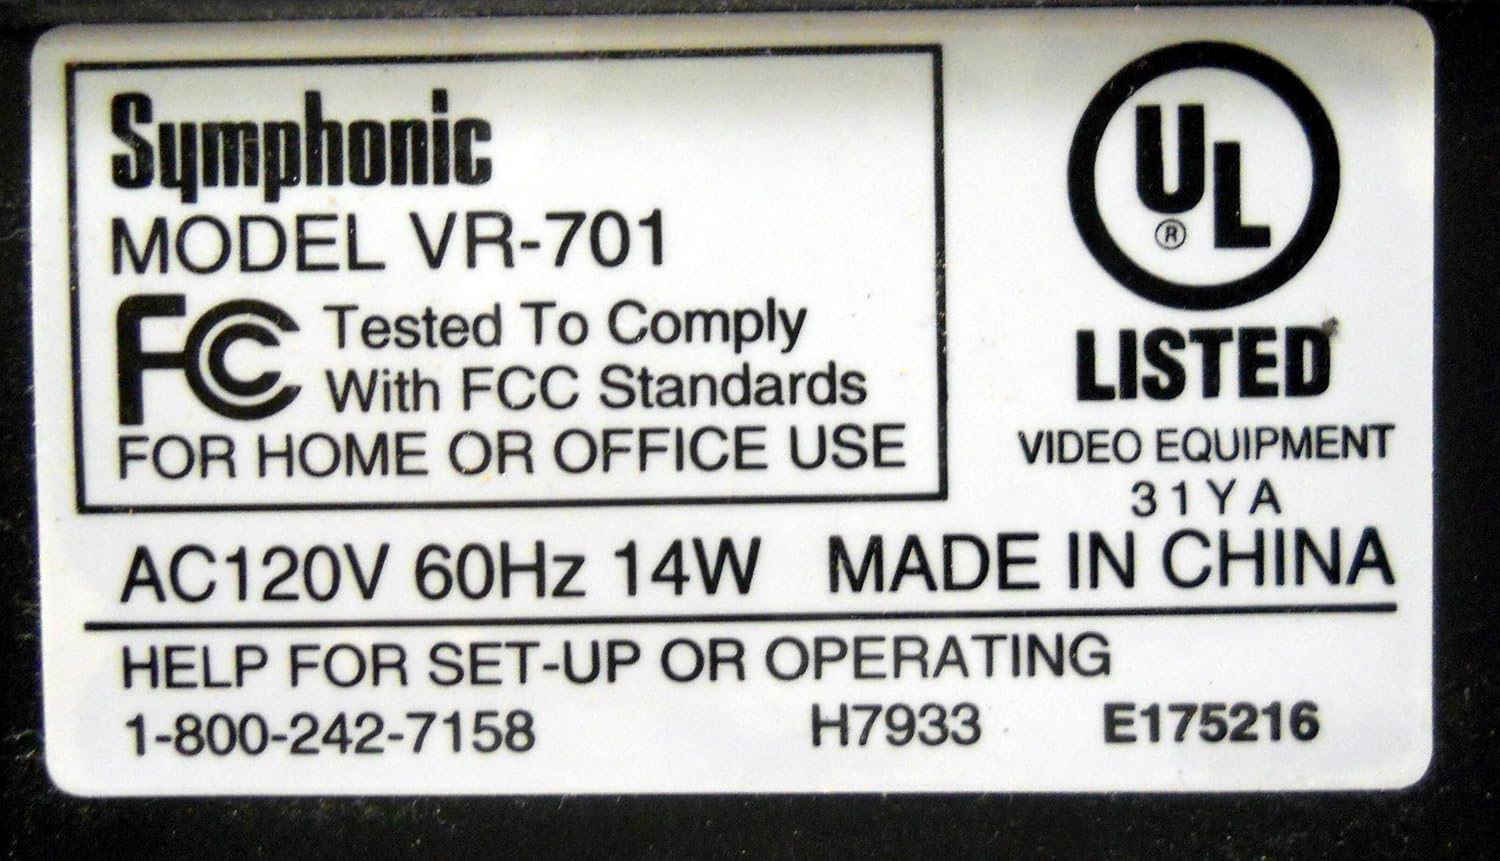 Symphonic
MODEL VR-701
FC Tested To Comply
With FCC Standards
FOR HOME OR OFFICE USE
UL
®
LISTED
VIDEO EQUIPMENT
31YA
AC120V 60Hz 14W MADE IN CHINA
HELP FOR SET-UP OR OPERATING
1-800-242-7158 H7933 E175216